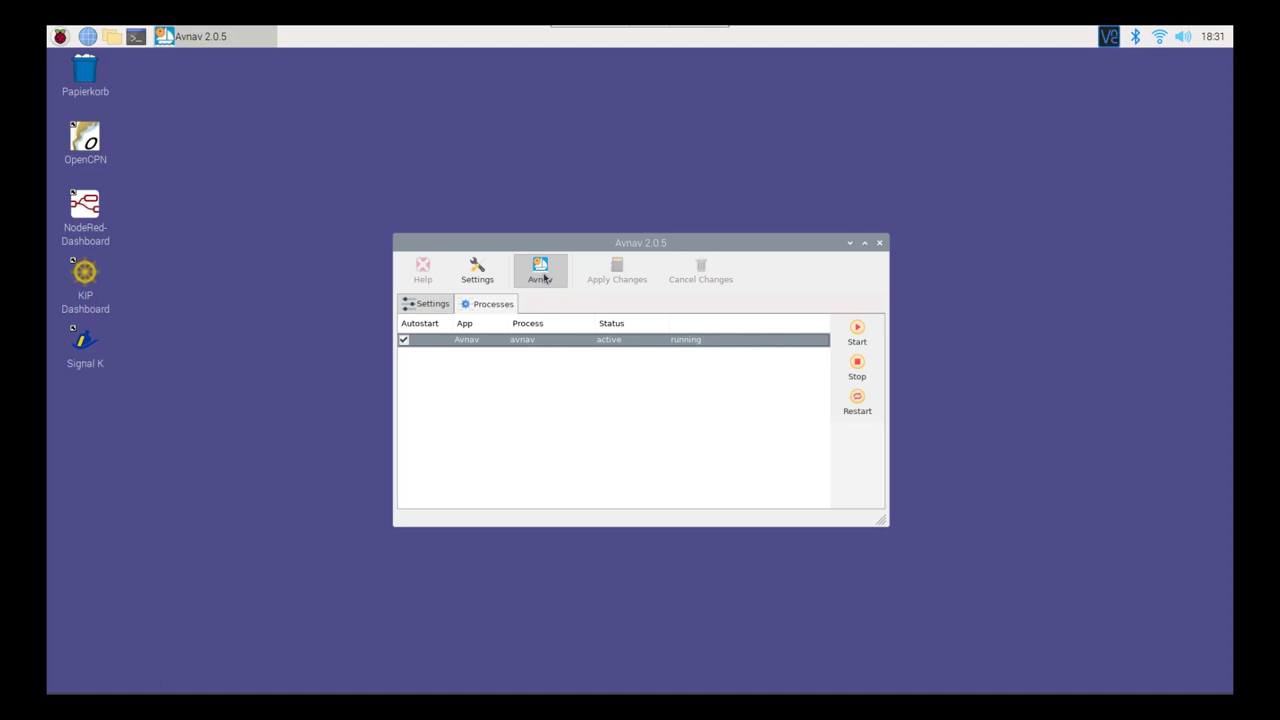 Avnav 2.0.5
18:31
Papierkorb
OpenCPN
NodeRed-
Dashboard
KIP
Dashboard
Signal K
Avnav 2.0.5
Help
Settings
Avnav
Apply Changes
Cancel Changes
Settings
Processes
Autostart
App
Process
Status
Avnav
avnav
active
running
Start
Stop
Restart